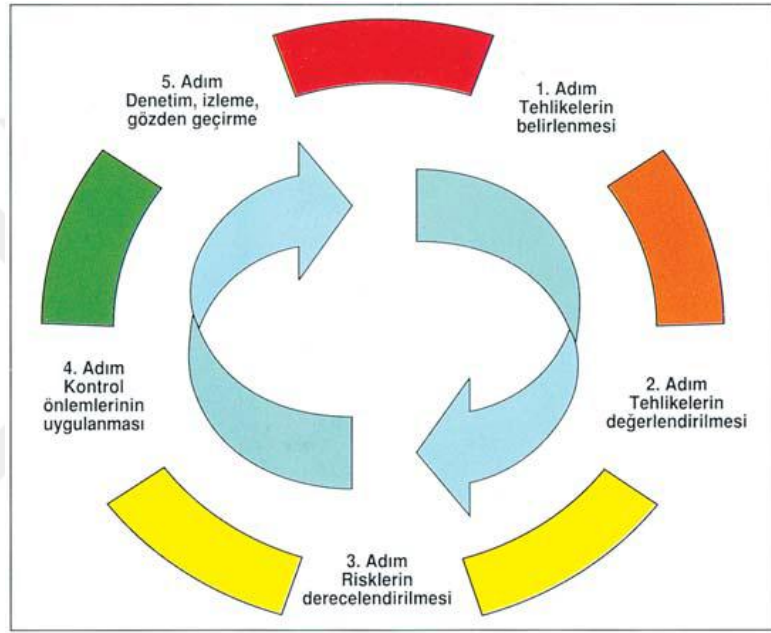 1. Adım
Tehlikelerin
belirlenmesi
2. Adım
Tehlikelerin
değerlendirilmesi
3. Adım
Risklerin
derecelendirilmesi
4. Adım
Kontrol
önlemlerinin
uygulanması
5. Adım
Denetim, izleme,
gözden geçirme